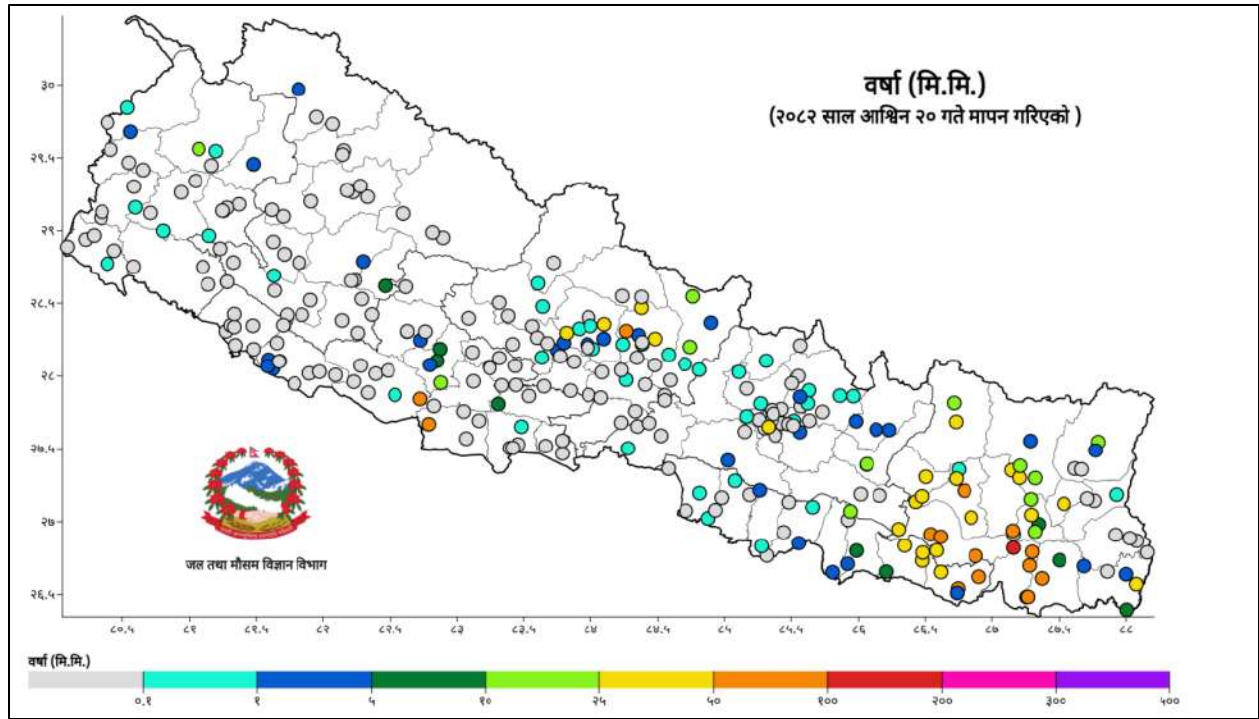 वर्षा (मि.मि.)
(२०८२ साल आश्विन २० गते मापन गरिएको )
३०
२९.५
२९
२८.५
२८
२७.५
२७
२६.५
जल तथा मौसम विज्ञान विभाग
८०.५ ८१ ८१.५ ८२ ८२.५ ८३ ८३.५ ८४ ८४.५ ८५ ८५.५ ८६ ८६.५ ८७ ८७.५ ८८
वर्षा (मि.मि.)
०.१ १ ५ १० २५ ५० १०० २०० ३०० ४००